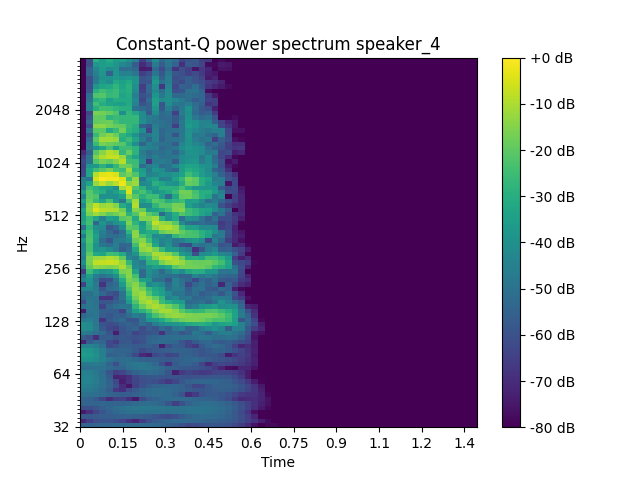 Constant-Q power spectrum speaker_4
+0 dB
-10 dB
-20 dB
-30 dB
-40 dB
-50 dB
-60 dB
-70 dB
-80 dB
2048
1024
512
256
128
64
32
Hz
0 0.15 0.3 0.45 0.6 0.75 0.9 1.1 1.2 1.4
Time